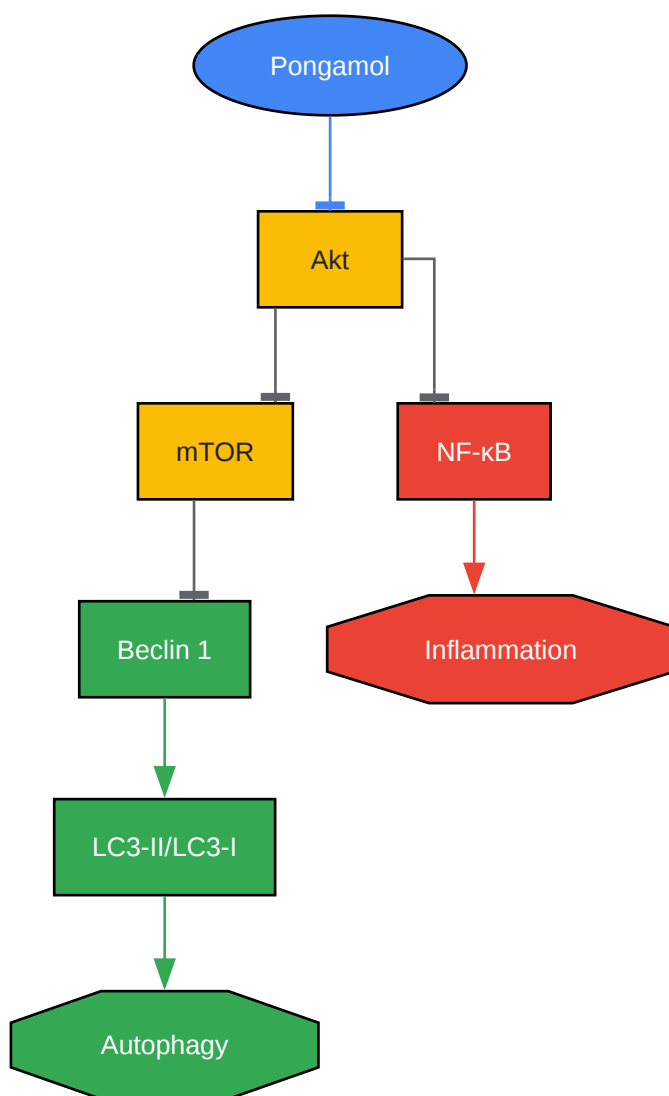 Pongamol
Akt
mTOR
NF-κB
Beclin 1
Inflammation
LC3-II/LC3-I
Autophagy